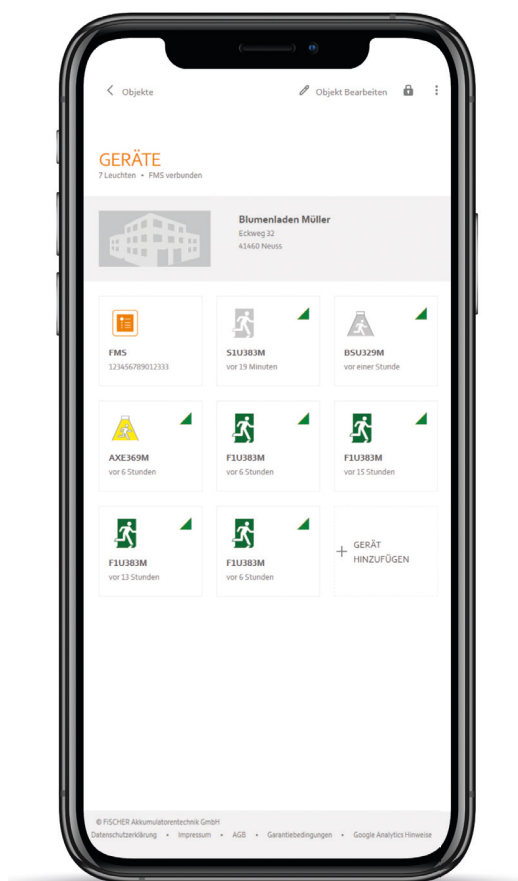 Objekte
Objekt Bearbeiten
GERÄTE
7 Leuchten • FMS verbunden
Blumenladen Müller
Eckweg 32
41460 Neuss
FMS
123456789012333
S1U383M
vor 19 Minuten
BSU329M
vor einer Stunde
AXE369M
vor 6 Stunden
F1U383M
vor 6 Stunden
F1U383M
vor 15 Stunden
F1U383M
vor 13 Stunden
F1U383M
vor 6 Stunden
+ GERÄT
HINZUFÜGEN
© FiSCHER Akkumulatorentechnik GmbH
Datenschutzerklärung • Impressum • AGB • Garantiebedingungen • Google Analytics Hinweise